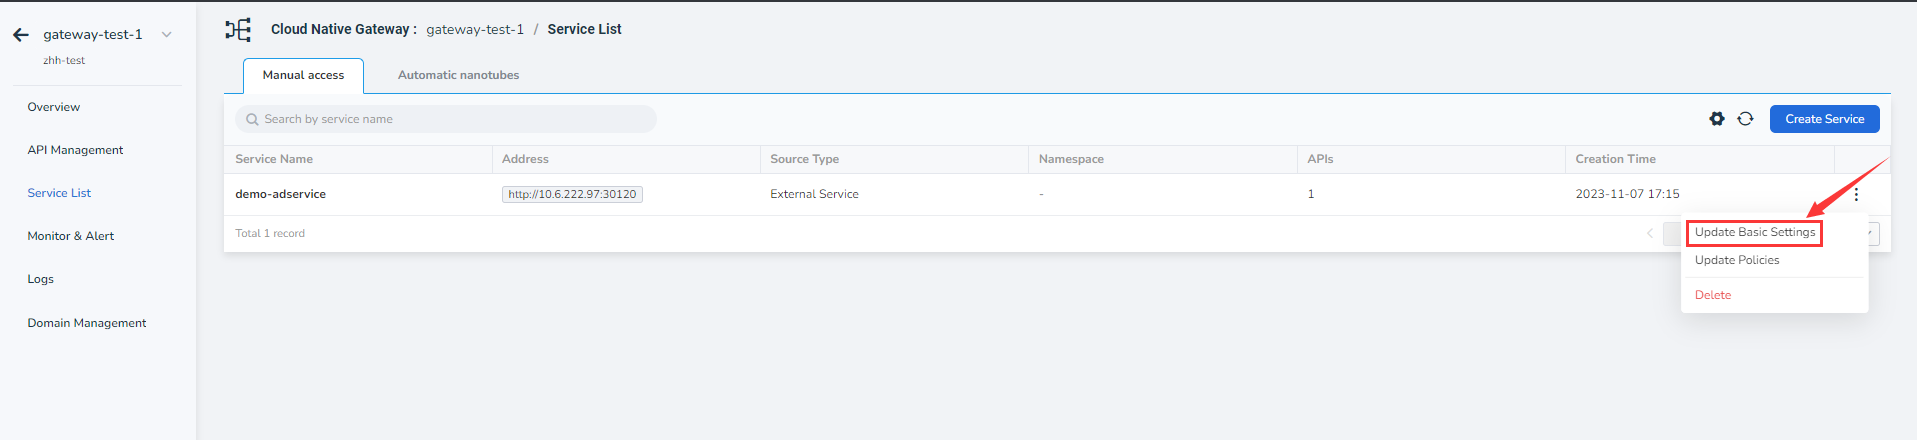 gateway-test-1
zhh-test
Overview
API Management
Service List
Monitor & Alert
Logs
Domain Management
Cloud Native Gateway : gateway-test-1 / Service List
Manual access Automatic nanotubes
Search by service name
Create Service
Service Name Address Source Type Namespace APIs Creation Time
demo-adservice http://10.6.222.97:30120 External Service - 1 2023-11-07 17:15
Total 1 record
Update Basic Settings
Update Policies
Delete